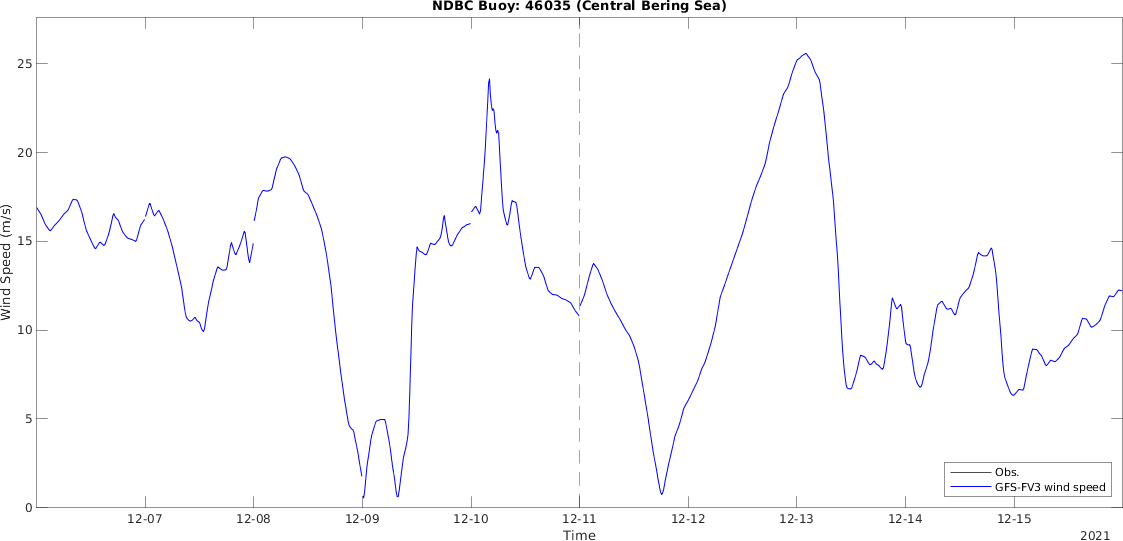 NDBC Buoy: 46035 (Central Bering Sea)
Wind Speed (m/s)
25
20
15
10
5
0
12-07 12-08 12-09 12-10 12-11 12-12 12-13 12-14 12-15
Time
2021
Obs.
GFS-FV3 wind speed